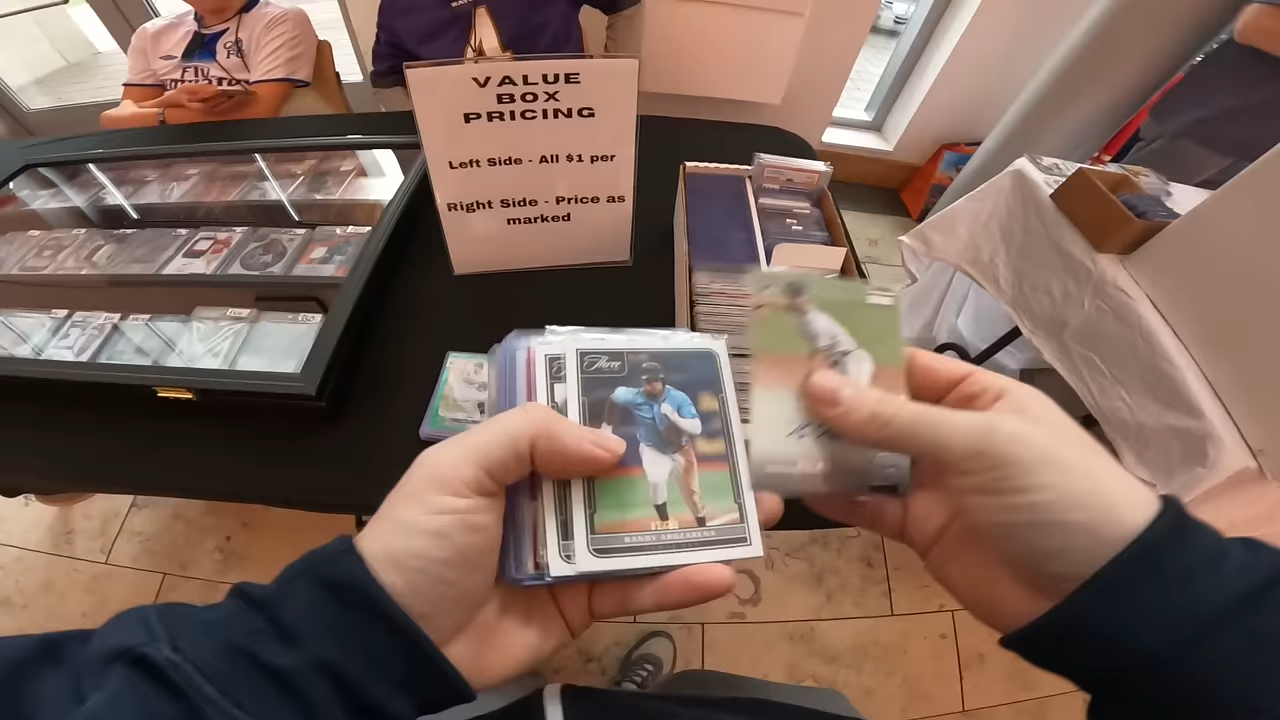 VALUE
BOX
PRICING
Left Side - All $1 per
Right Side - Price as
marked
Three
RANDY AROZARENA